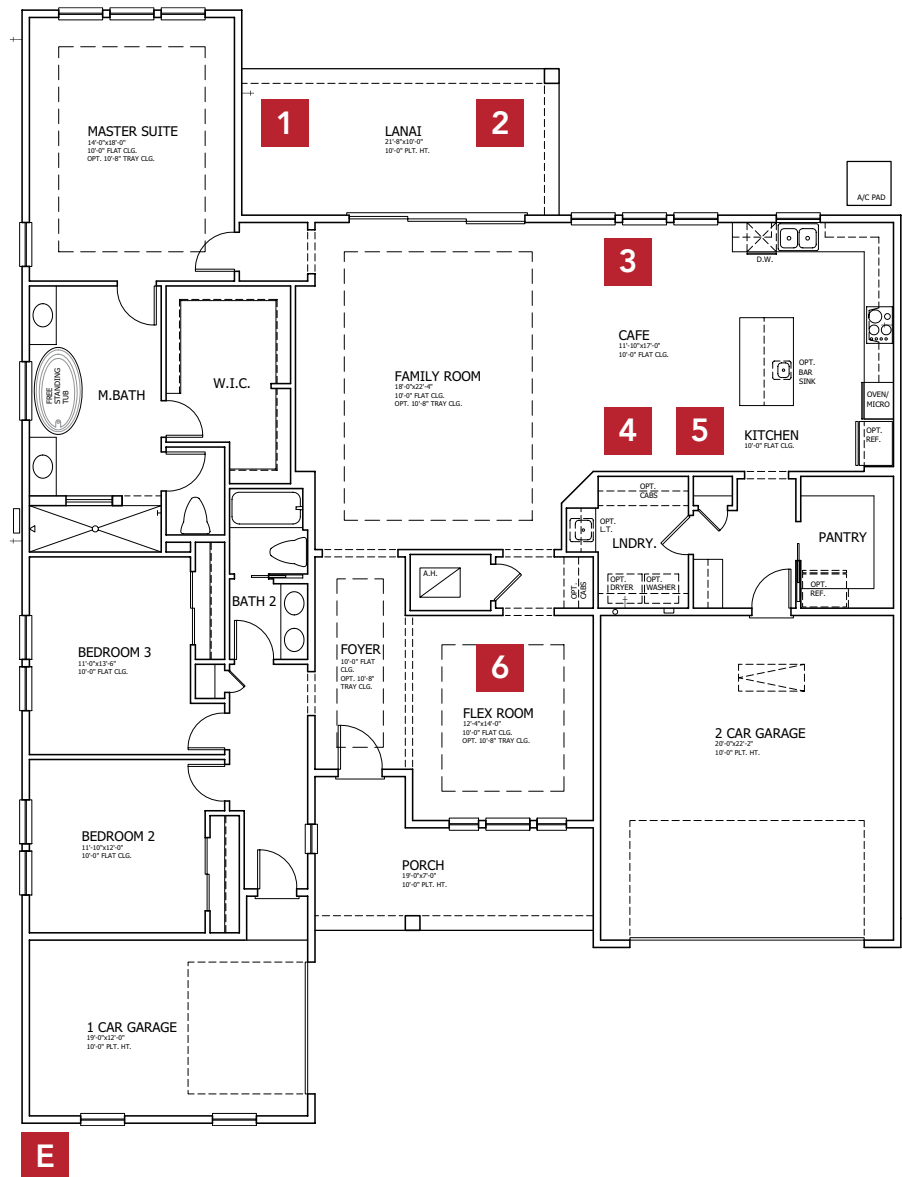 MASTER SUITE
14'-0"x18'-0"
10'-0" FLAT CLG.
OPT. 10'-8" TRAY CLG.
1
2
LANAI
21'-8"x10'-0"
10'-0" PLT. HT.
A/C PAD
3
D.W.
CAFE
11'-10"x17'-0"
10'-0" FLAT CLG.
OPT.
BAR
SINK
OVEN/
MICRO
OPT.
REF.
FAMILY ROOM
18'-0"x22'-4"
10'-0" FLAT CLG.
OPT. 10'-8" TRAY CLG.
FREE
STANDING
TUB
M.BATH
W.I.C.
4
5
KITCHEN
10'-0" FLAT CLG.
OPT.
CABS
OPT.
L.T.
LNDRY.
PANTRY
OPT.
DRYER
OPT.
WASHER
OPT.
REF.
A.H.
OPT.
CABS
BATH 2
BEDROOM 3
11'-0"x13'-6"
10'-0" FLAT CLG.
FOYER
10'-0" FLAT
CLG.
OPT. 10'-8"
TRAY CLG.
6
FLEX ROOM
12'-4"x14'-0"
10'-0" FLAT CLG.
OPT. 10'-8" TRAY CLG.
2 CAR GARAGE
20'-0"x22'-2"
10'-0" PLT. HT.
BEDROOM 2
11'-10"x12'-0"
10'-0" FLAT CLG.
PORCH
19'-0"x7'-0"
10'-0" PLT. HT.
1 CAR GARAGE
19'-0"x12'-0"
10'-0" PLT. HT.
E